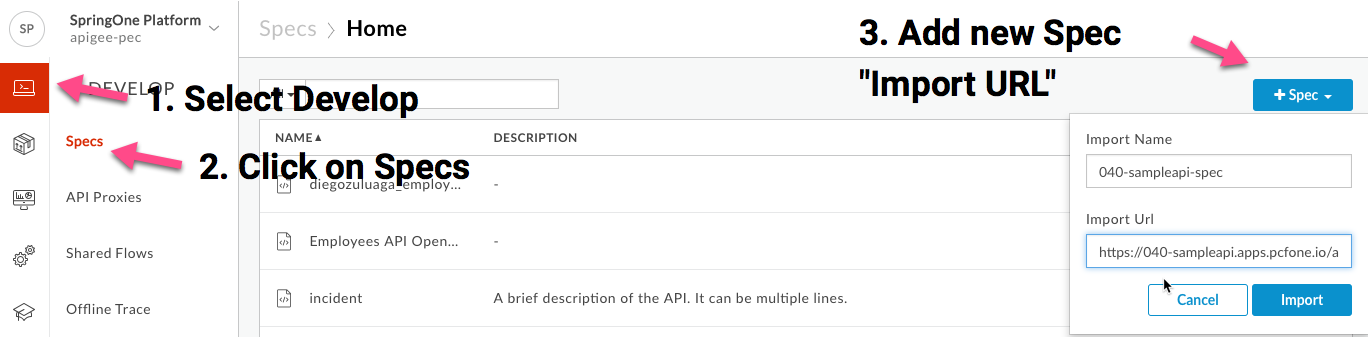 SP
SpringOne Platform
apigee-pec
Specs
Home
3. Add new Spec
"Import URL"
DEVELOP
1. Select Develop
+ Spec
Specs
2. Click on Specs
NAME
DESCRIPTION
diegozuluaga_employ...
-
Employees API Open...
-
incident
A brief description of the API. It can be multiple lines.
API Proxies
Shared Flows
Offline Trace
Import Name
040-sampleapi-spec
Import Url
https://040-sampleapi.apps.pcfone.io/a
Cancel
Import